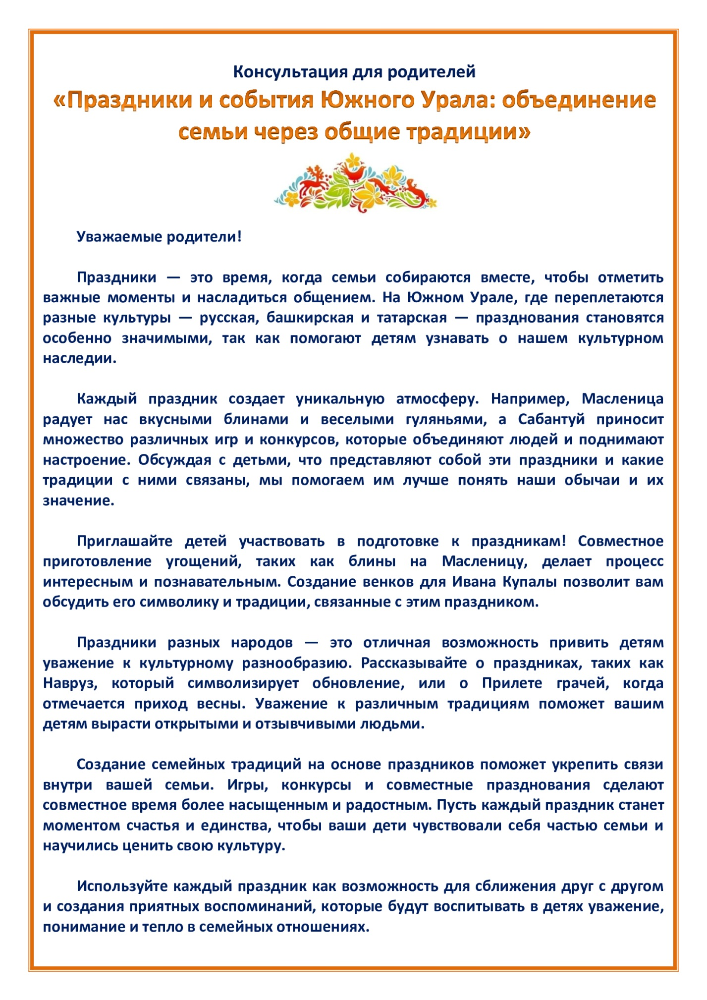 Консультация для родителей
«Праздники и события Южного Урала: объединение
семьи через общие традиции»
Уважаемые родители!
Праздники — это время, когда семьи собираются вместе, чтобы отметить
важные моменты и насладиться общением. На Южном Урале, где переплетаются
разные культуры — русская, башкирская и татарская — празднования становятся
особенно значимыми, так как помогают детям узнавать о нашем культурном
наследии.
Каждый праздник создает уникальную атмосферу. Например, Масленица
радует нас вкусными блинами и веселыми гуляньями, а Сабантуй приносит
множество различных игр и конкурсов, которые объединяют людей и поднимают
настроение. Обсуждая с детьми, что представляют собой эти праздники и какие
традиции с ними связаны, мы помогаем им лучше понять наши обычаи и их
значение.
Приглашайте детей участвовать в подготовке к праздникам! Совместное
приготовление угощений, таких как блины на Масленицу, делает процесс
интересным и познавательным. Создание венков для Ивана Купалы позволит вам
обсудить его символику и традиции, связанные с этим праздником.
Праздники разных народов — это отличная возможность привить детям
уважение к культурному разнообразию. Рассказывайте о праздниках, таких как
Навруз, который символизирует обновление, или о Прилете грачей, когда
отмечается приход весны. Уважение к различным традициям поможет вашим
детям вырасти открытыми и отзывчивыми людьми.
Создание семейных традиций на основе праздников поможет укрепить связи
внутри вашей семьи. Игры, конкурсы и совместные празднования сделают
совместное время более насыщенным и радостным. Пусть каждый праздник станет
моментом счастья и единства, чтобы ваши дети чувствовали себя частью семьи и
научились ценить свою культуру.
Используйте каждый праздник как возможность для сближения друг с другом
и создания приятных воспоминаний, которые будут воспитывать в детях уважение,
понимание и тепло в семейных отношениях.